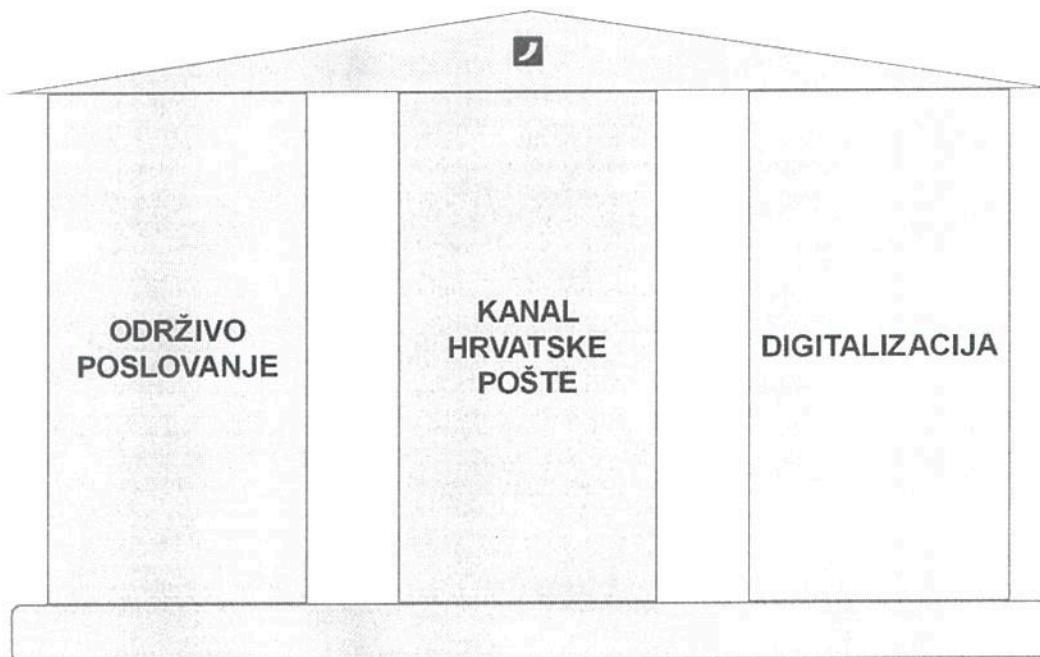 ODRŽIVO
POSLOVANJE
KANAL
HRVATSKE
POŠTE
DIGITALIZACIJA